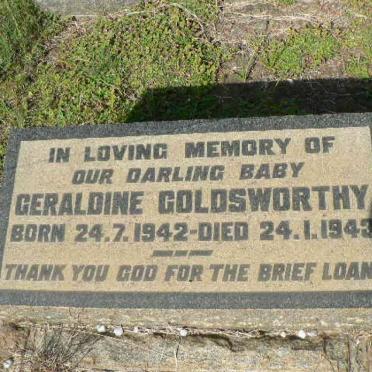 IN LOVING MEMORY OF
OUR DARLING BABY
GERALDINE GOLDSWORTHY
BORN 24.7.1942-DIED 24.1.1943
THANK YOU GOD FOR THE BRIEF LOAN